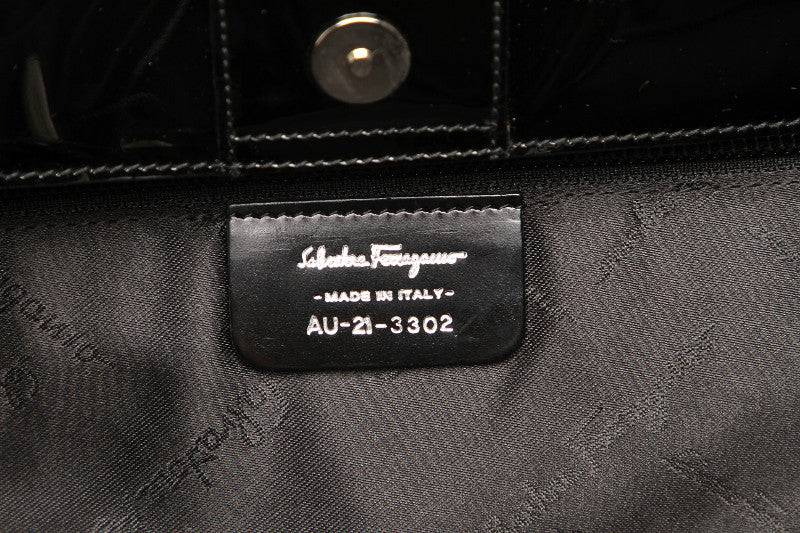 Salvatore Ferragamo
-MADE IN ITALY-
AU-21-3302